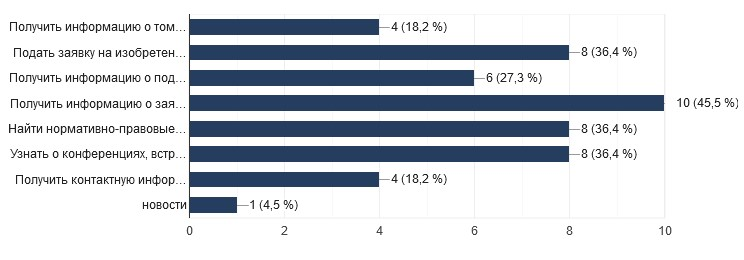 Получить информацию о том… 4 (18,2 %)
Подать заявку на изобретен… 8 (36,4 %)
Получить информацию о под… 6 (27,3 %)
Получить информацию о зая… 10 (45,5 %)
Найти нормативно-правовые… 8 (36,4 %)
Узнать о конференциях, встр… 8 (36,4 %)
Получить контактную инфор… 4 (18,2 %)
новости 1 (4,5 %)
0 2 4 6 8 10